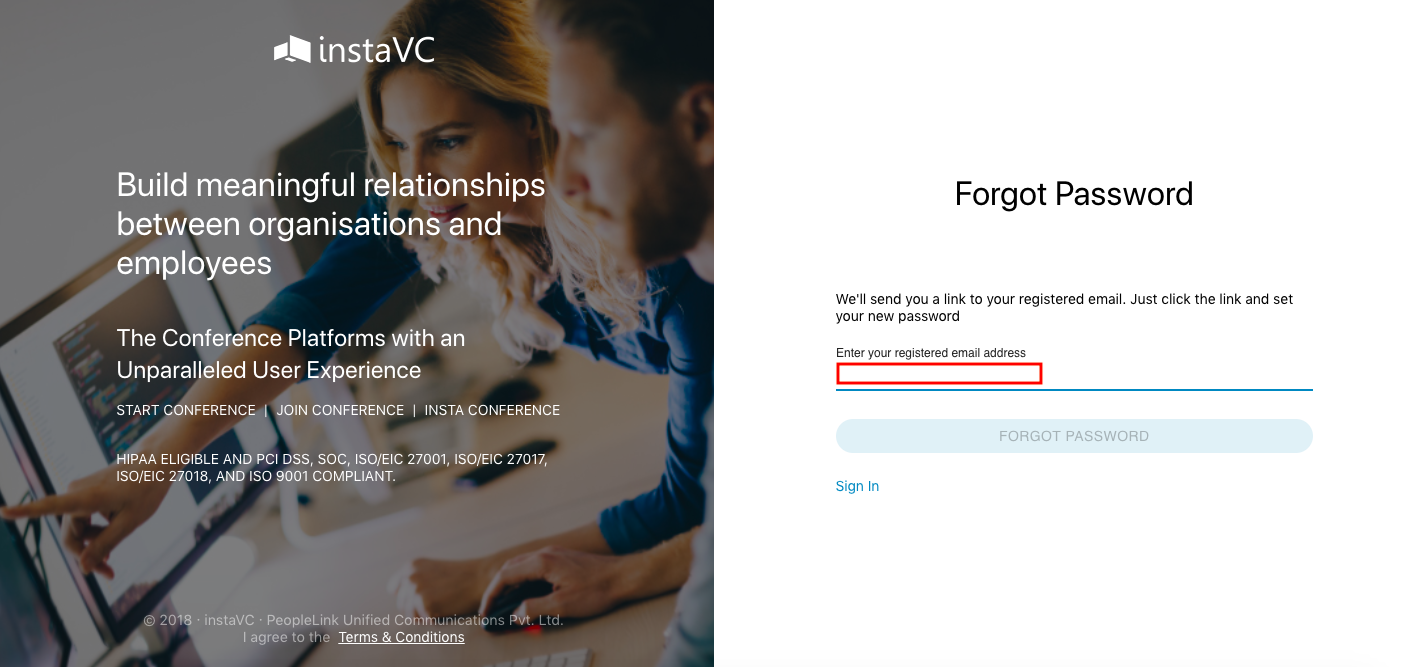 instaVC
Build meaningful relationships
between organisations and
employees
The Conference Platforms with an
Unparalleled User Experience
START CONFERENCE | JOIN CONFERENCE | INSTA CONFERENCE
HIPAA ELIGIBLE AND PCI DSS, SOC, ISO/EIC 27001, ISO/EIC 27017,
ISO/EIC 27018, AND ISO 9001 COMPLIANT.
© 2018 · instaVC · PeopleLink Unified Communications Pvt. Ltd.
I agree to the Terms & Conditions
Forgot Password
We'll send you a link to your registered email. Just click the link and set
your new password
Enter your registered email address
FORGOT PASSWORD
Sign In